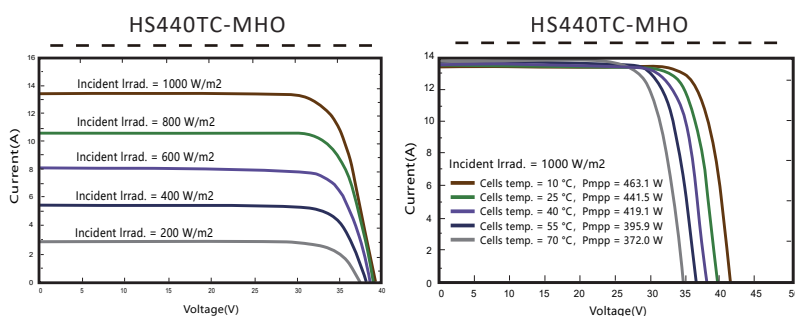 HS440TC-MHO
Current(A)
16
14
12
10
8
6
4
2
0
Incident Irrad. = 1000 W/m2
Incident Irrad. = 800 W/m2
Incident Irrad. = 600 W/m2
Incident Irrad. = 400 W/m2
Incident Irrad. = 200 W/m2
0 5 10 15 20 25 30 35 40
Voltage(V)
HS440TC-MHO
Current(A)
14
12
10
8
6
4
2
0
Incident Irrad. = 1000 W/m2
Cells temp. = 10 °C, Pmpp = 463.1 W
Cells temp. = 25 °C, Pmpp = 441.5 W
Cells temp. = 40 °C, Pmpp = 419.1 W
Cells temp. = 55 °C, Pmpp = 395.9 W
Cells temp. = 70 °C, Pmpp = 372.0 W
0 5 10 15 20 25 30 35 40 45 50
Voltage(V)